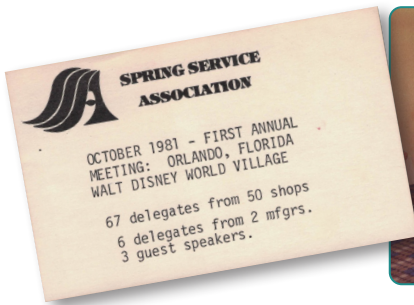 SPRING SERVICE
ASSOCIATION
OCTOBER 1981 - FIRST ANNUAL
MEETING: ORLANDO, FLORIDA
WALT DISNEY WORLD VILLAGE
67 delegates from 50 shops
6 delegates from 2 mfgrs.
3 guest speakers.